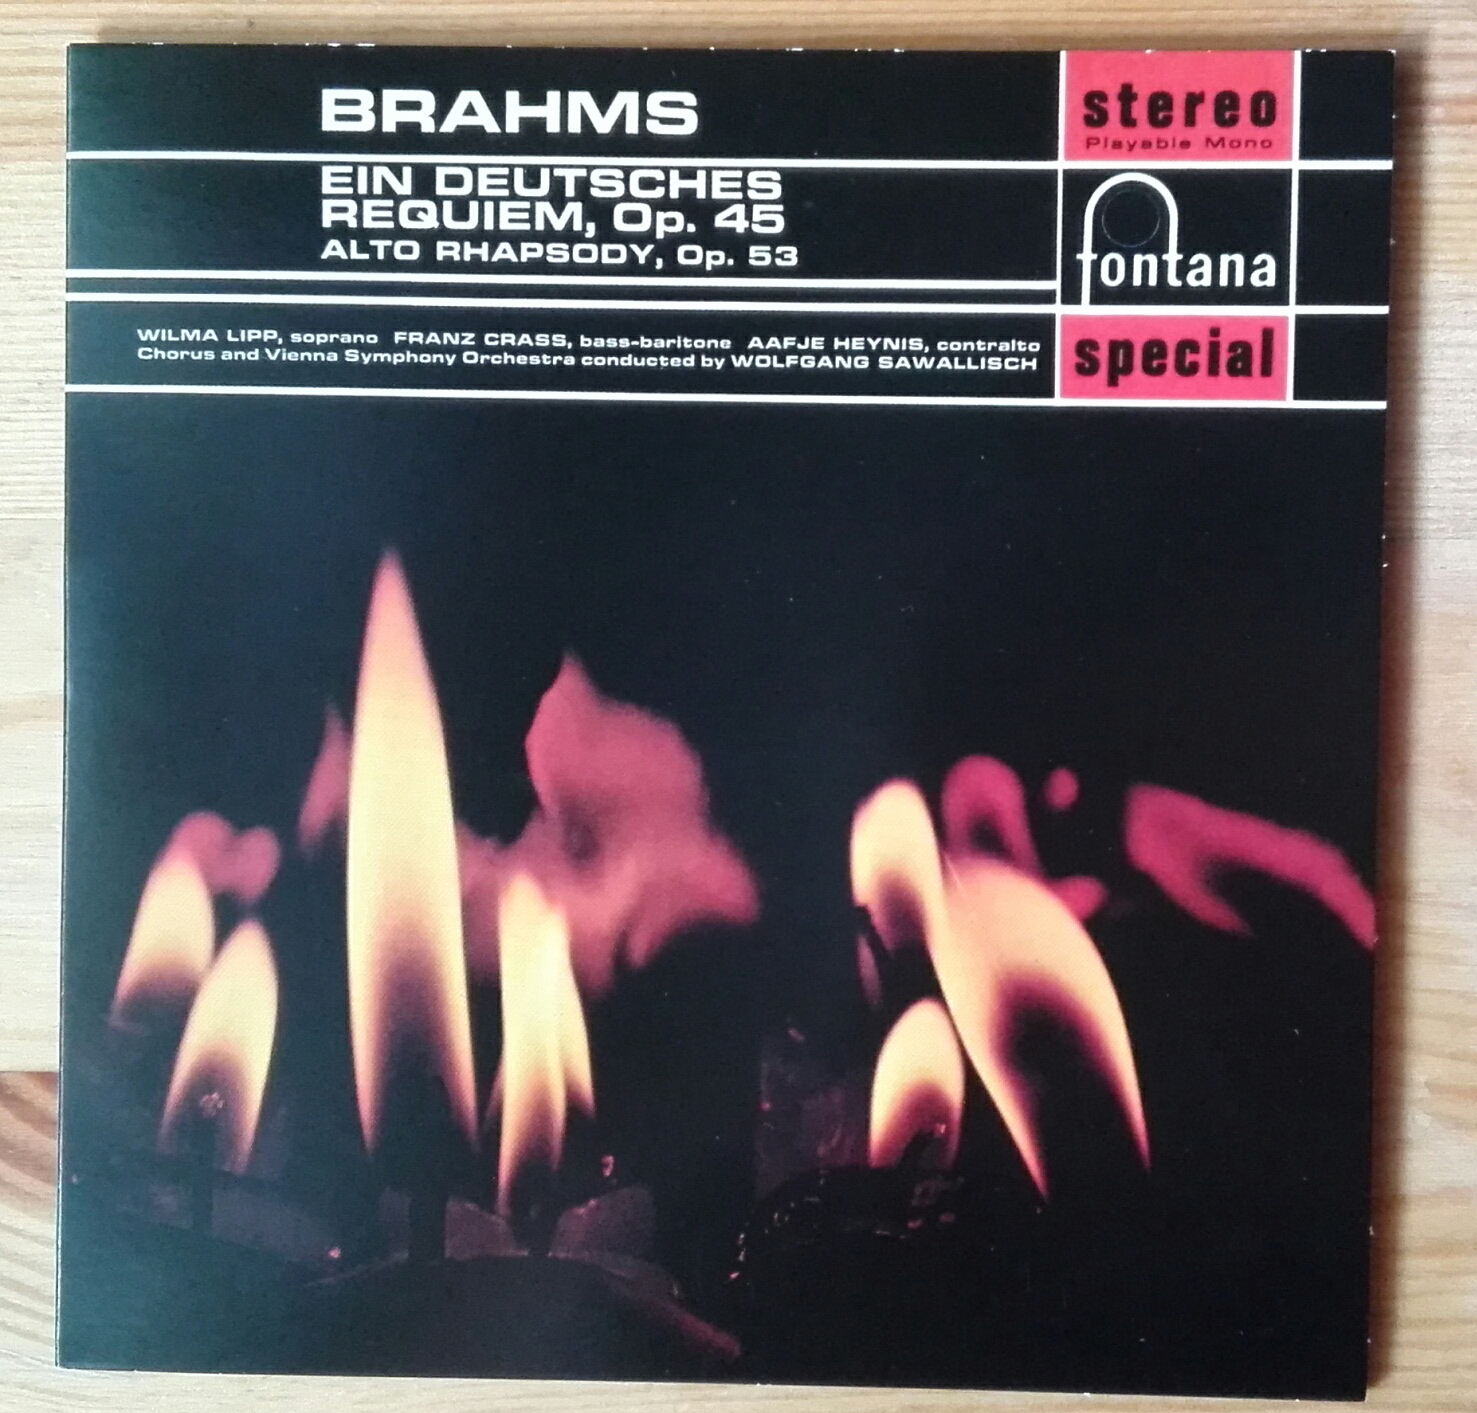 BRAHMS
stereo
Playable Mono
EIN DEUTSCHES
REQUIEM, Op. 45
ALTO RHAPSODY, Op. 53
fontana
WILMA LIPP, soprano FRANZ CRASS, bass-baritone AAFJE HEYNIS, contralto
Chorus and Vienna Symphony Orchestra conducted by WOLFGANG SAWALLISCH
special